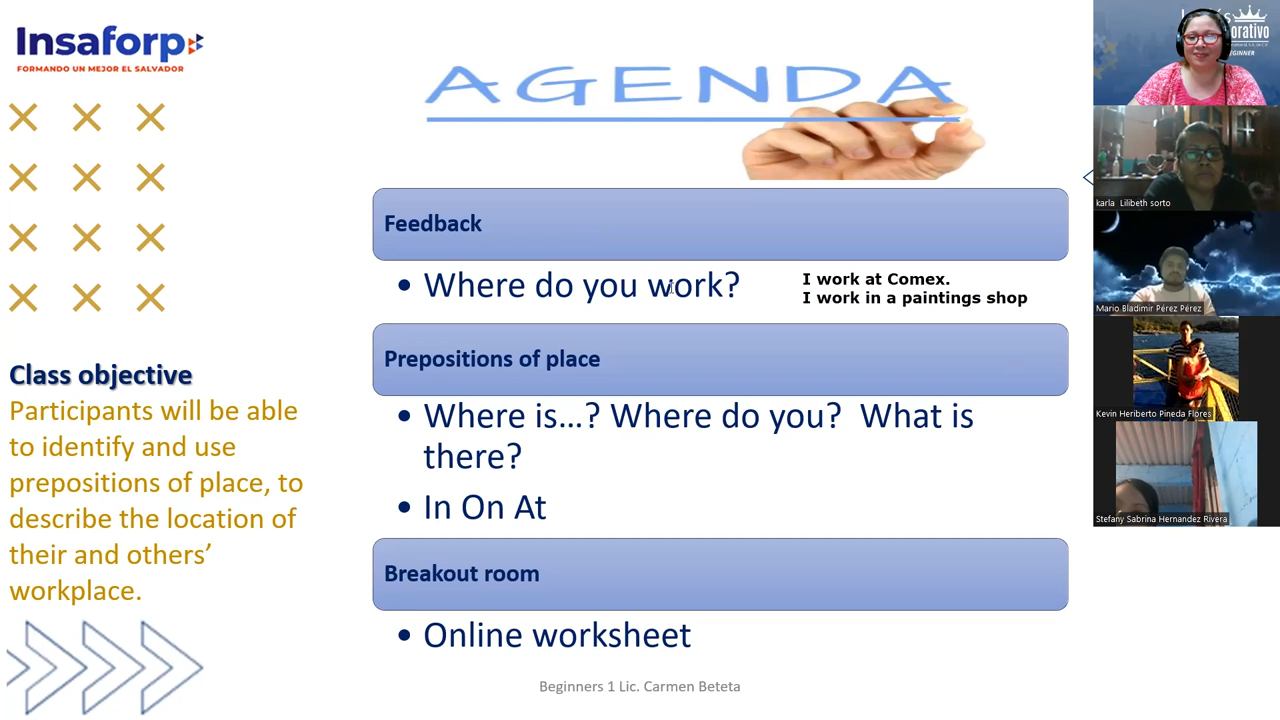 Insaforp
FORMANDO UN MEJOR EL SALVADOR
AGENDA
Feedback
• Where do you work?
I work at Comex.
I work in a paintings shop
Prepositions of place
• Where is…? Where do you? What is
there?
• In On At
Breakout room
• Online worksheet
Class objective
Participants will be able
to identify and use
prepositions of place, to
describe the location of
their and others’
workplace.
Beginners 1 Lic. Carmen Beteta
karla Lilibeth sorto
Mario Bladimir Pérez Pérez
Kevin Heriberto Pineda Flores
Stefany Sabrina Hernandez Rivera